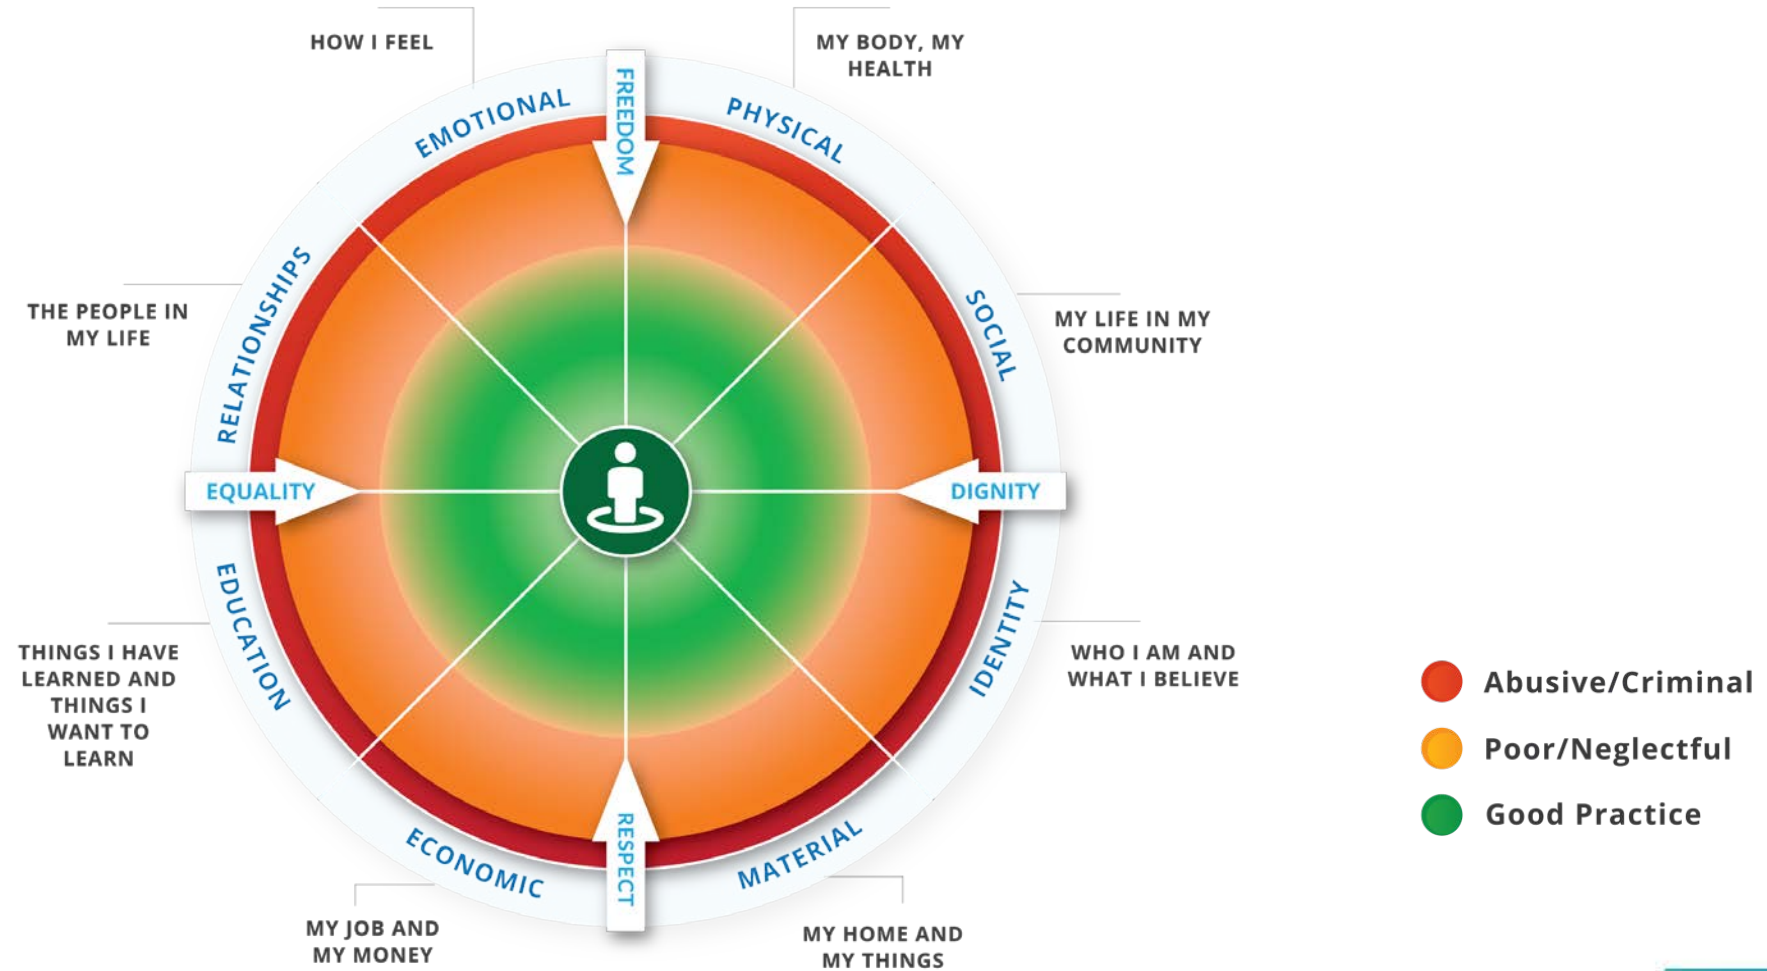 HOW I FEEL
MY BODY, MY
HEALTH
FREEDOM
EMOTIONAL
PHYSICAL
RELATIONSHIPS
SOCIAL
THE PEOPLE IN
MY LIFE
MY LIFE IN MY
COMMUNITY
EQUALITY
DIGNITY
EDUCATION
IDENTITY
THINGS I HAVE
LEARNED AND
THINGS I
WANT TO
LEARN
WHO I AM AND
WHAT I BELIEVE
Abusive/Criminal
Poor/Neglectful
Good Practice
ECONOMIC
RESPECT
MATERIAL
MY JOB AND
MY MONEY
MY HOME AND
MY THINGS